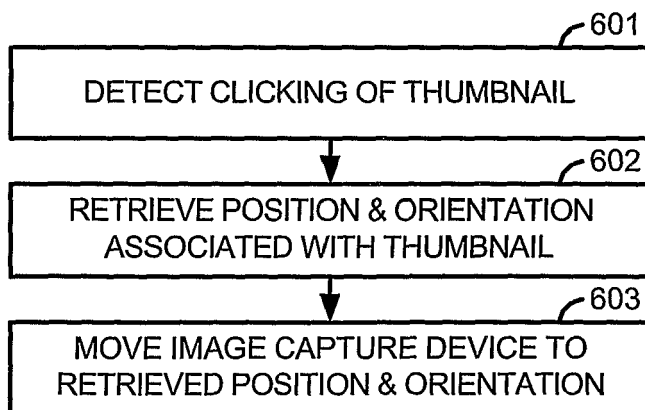 601
DETECT CLICKING OF THUMBNAIL
602
RETRIEVE POSITION & ORIENTATION
ASSOCIATED WITH THUMBNAIL
603
MOVE IMAGE CAPTURE DEVICE TO
RETRIEVED POSITION & ORIENTATION